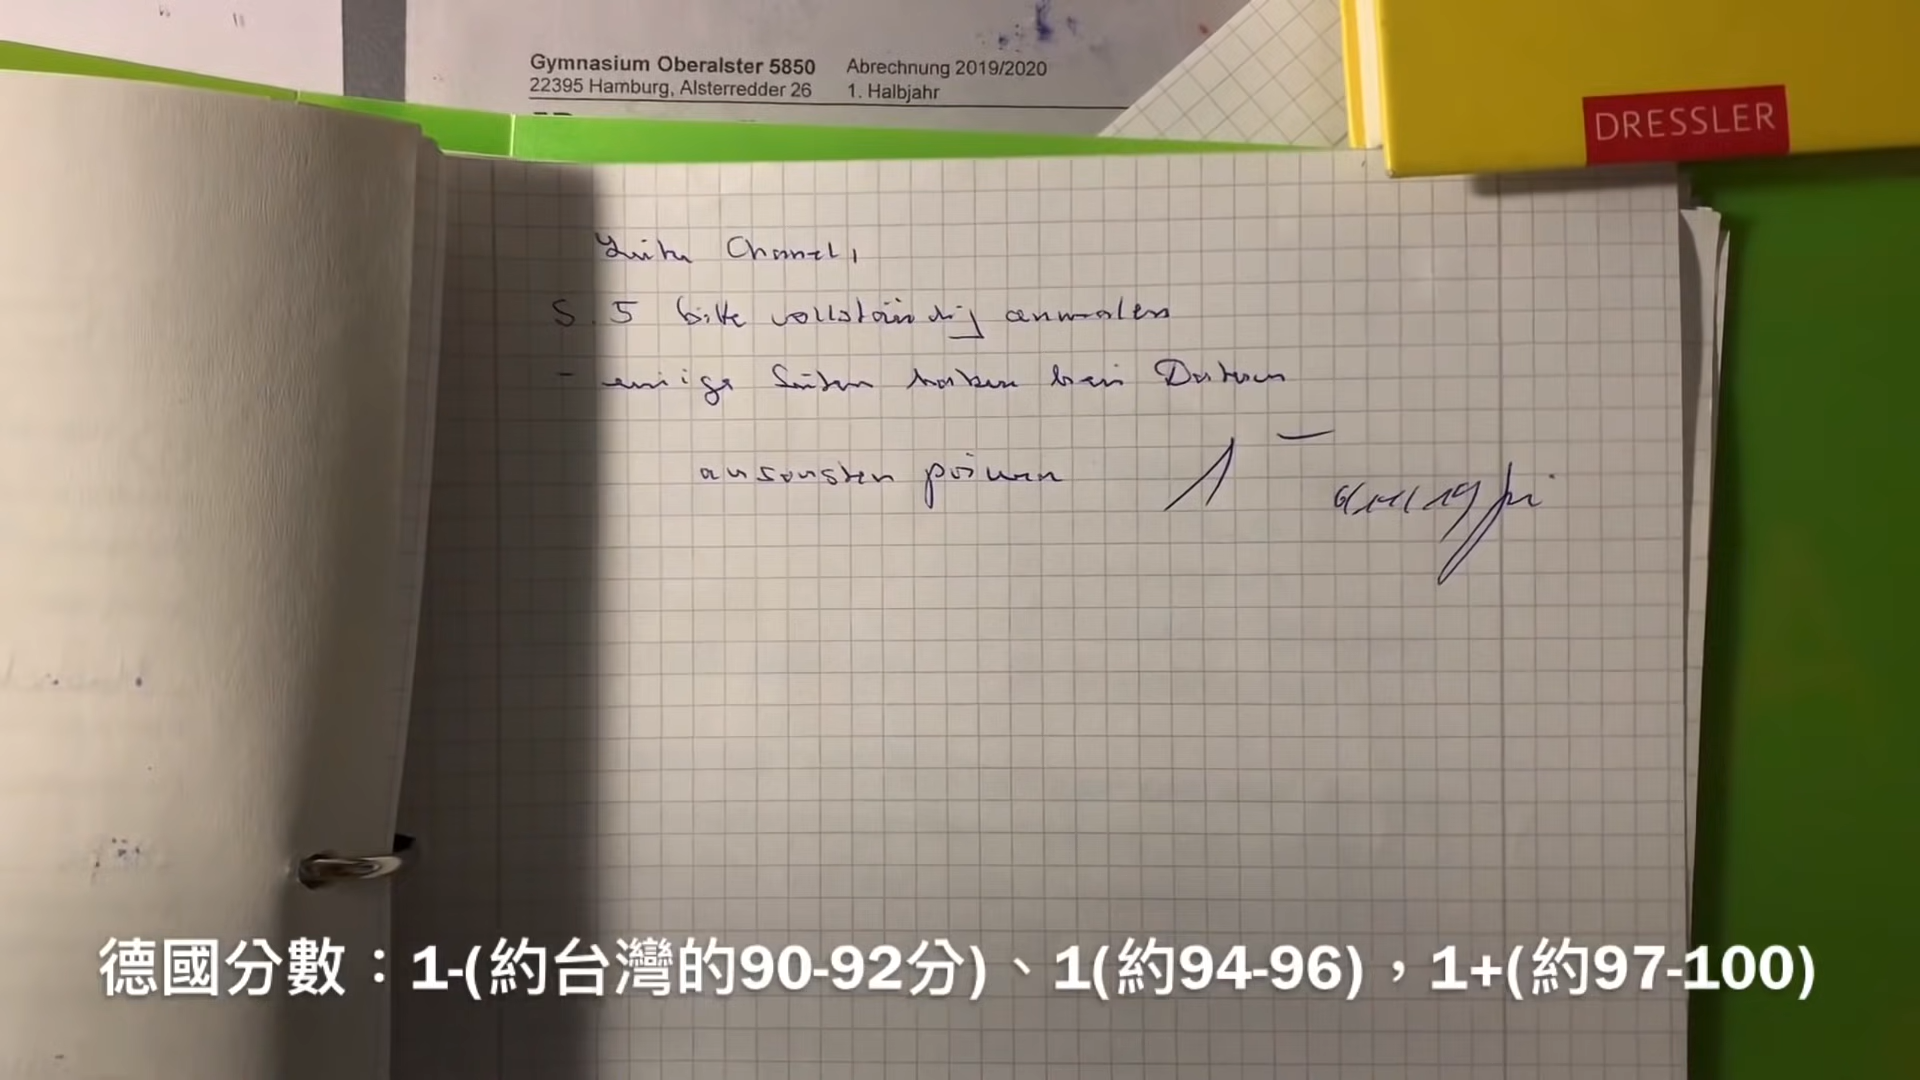 Gymnasium Oberalster 5850
Abrechnung 2019/2020
22395 Hamburg, Alsterredder 26
1. Halbjahr
DRESSLER
Chanel,
S. 5 bitte vollständig anmalen
- einige Seiten haben kein Datum
ansonsten prima
1-
德國分數：1-(約台灣的90-92分)、1(約94-96)，1+(約97-100)